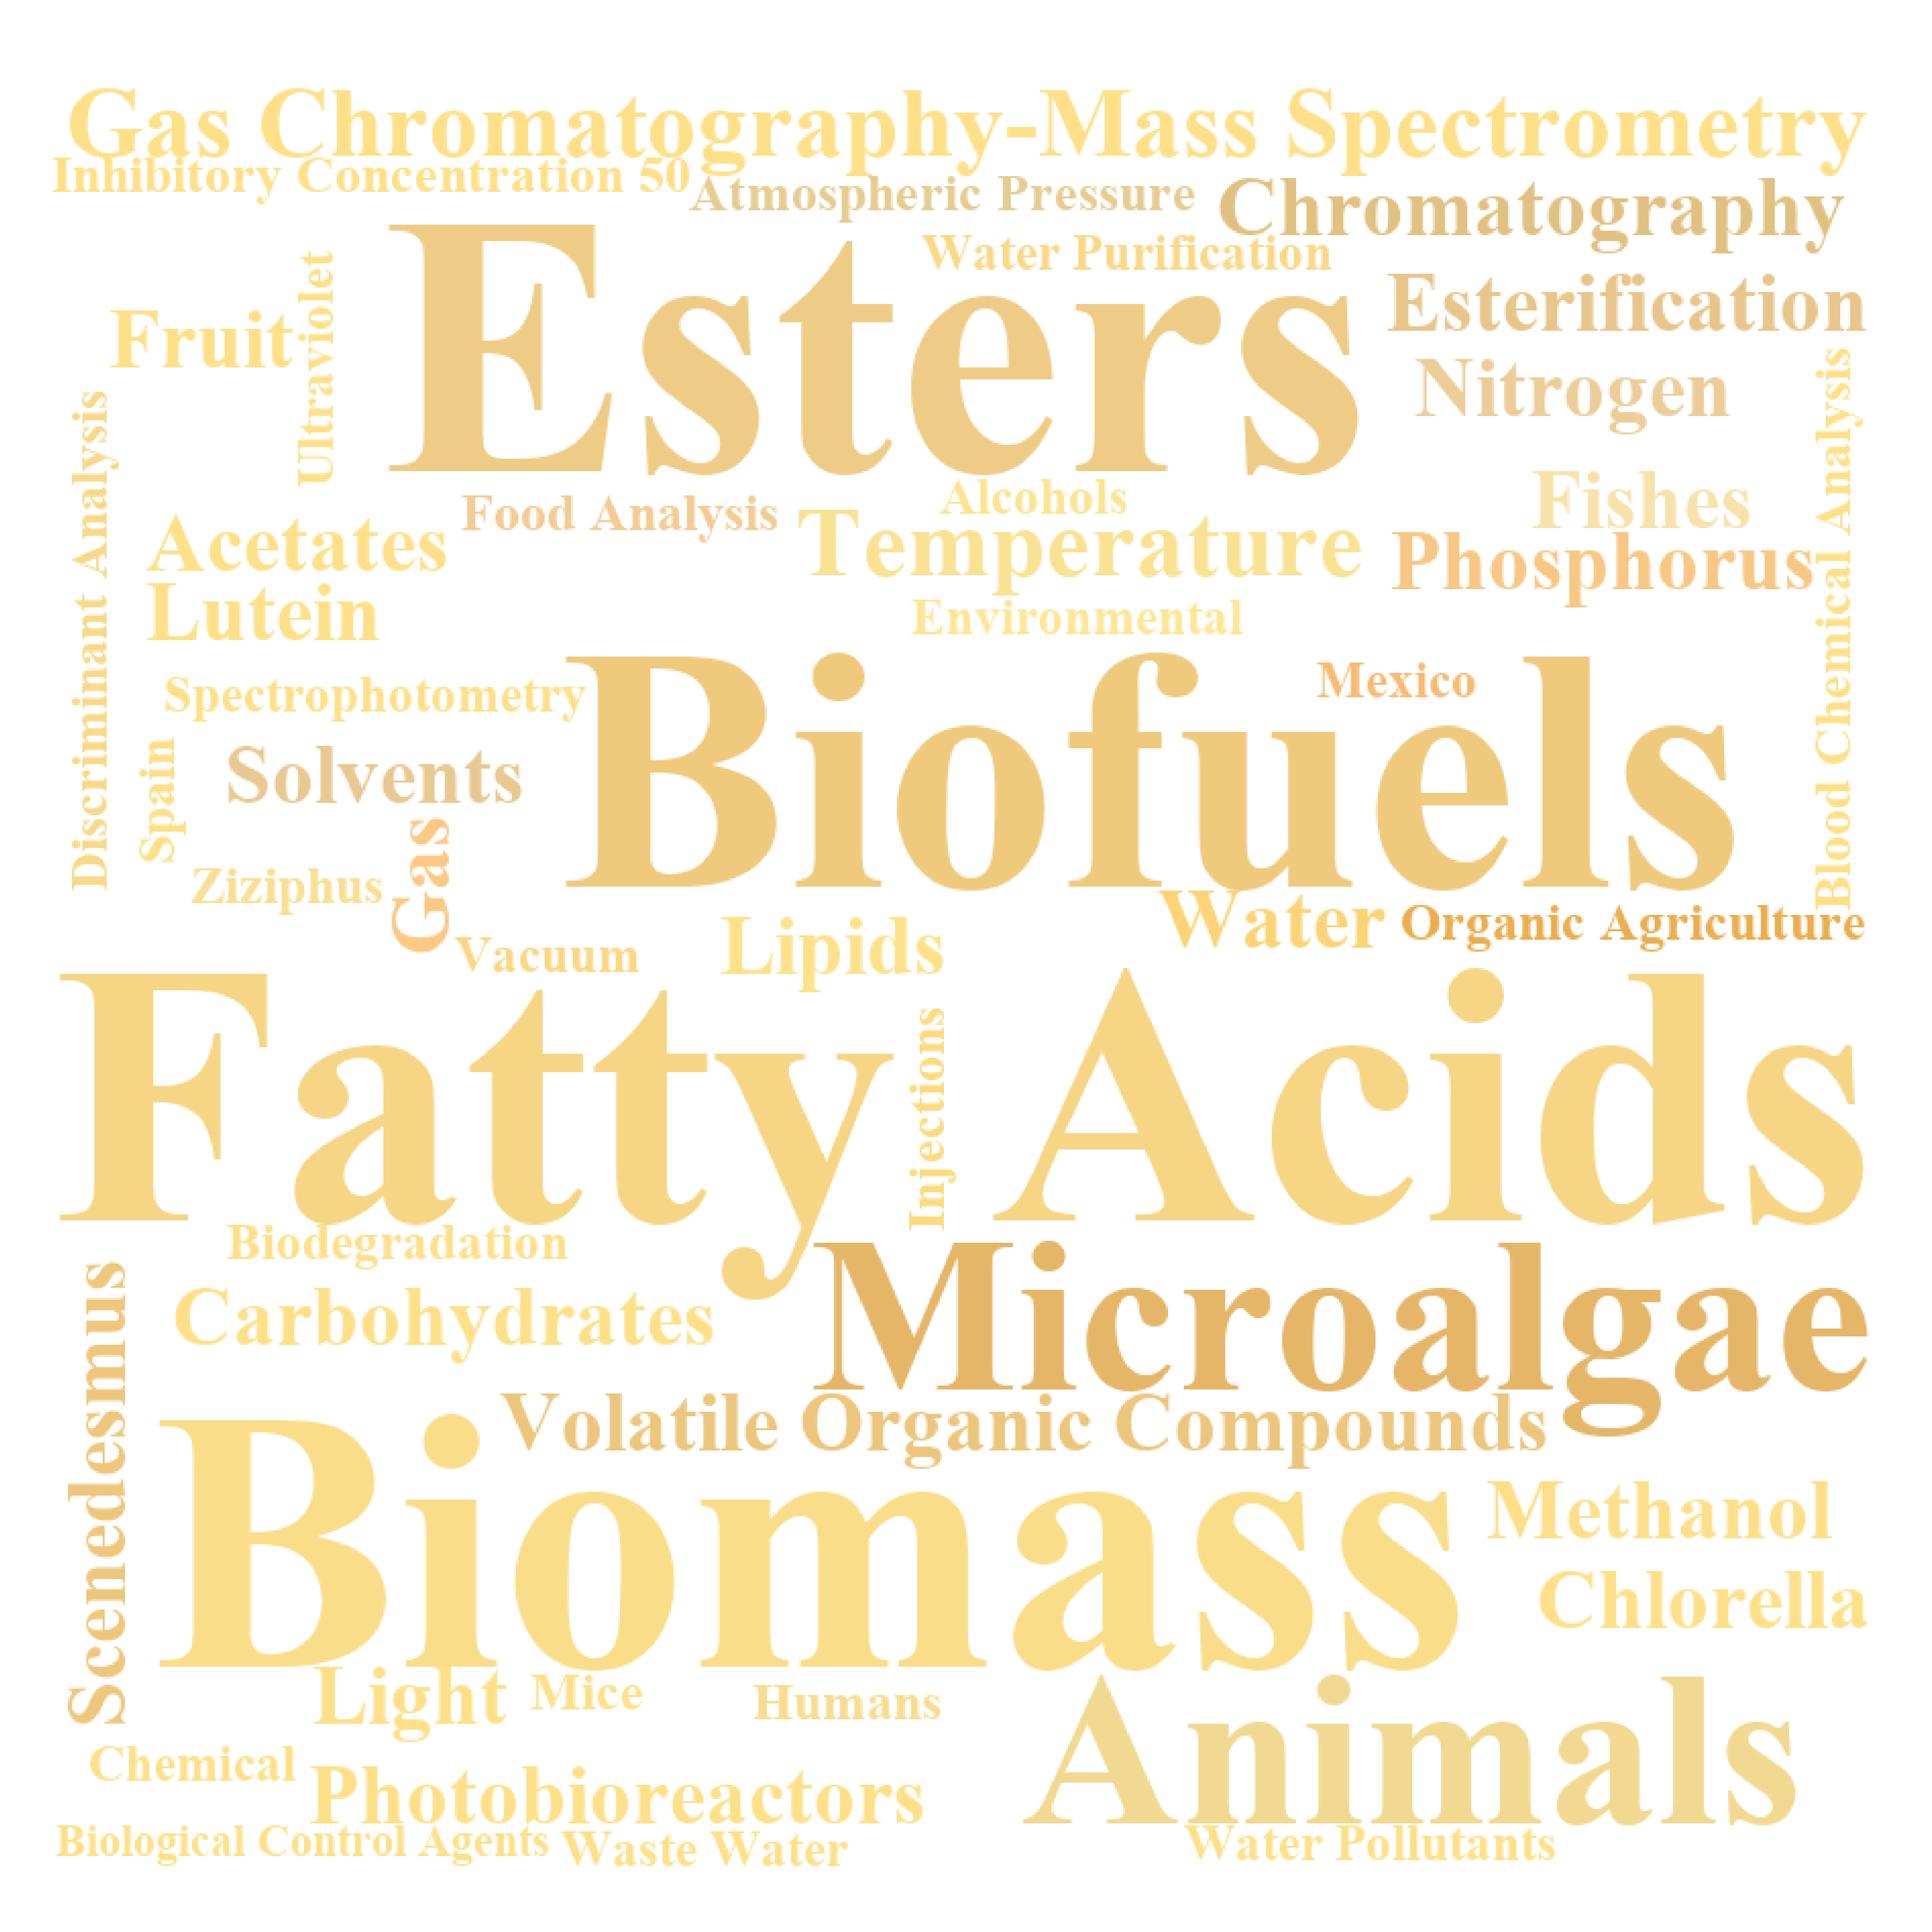 Gas Chromatography-Mass Spectrometry
Inhibitory Concentration 50
Atmospheric Pressure
Chromatography
Esters
Water Purification
Esterification
Fruit
Ultraviolet
Nitrogen
Discriminant Analysis
Blood Chemical Analysis
Acetates
Food Analysis
Alcohols
Temperature
Fishes
Phosphorus
Lutein
Environmental
Spectrophotometry
Biofuels
Mexico
Spain
Solvents
Ziziphus
Gas
Vacuum
Lipids
Water
Organic Agriculture
Fatty Acids
Injections
Biodegradation
Microalgae
Scenedesmus
Carbohydrates
Volatile Organic Compounds
Biomass
Methanol
Chlorella
Light
Mice
Humans
Animals
Chemical
Photobioreactors
Biological Control Agents
Waste Water
Water Pollutants